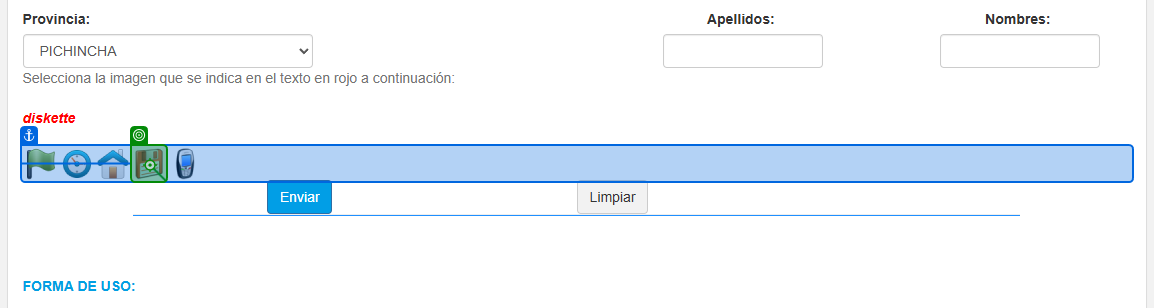 Provincia: Apellidos: Nombres:
PICHINCHA
Selecciona la imagen que se indica en el texto en rojo a continuación:
diskette
Enviar Limpiar
FORMA DE USO: